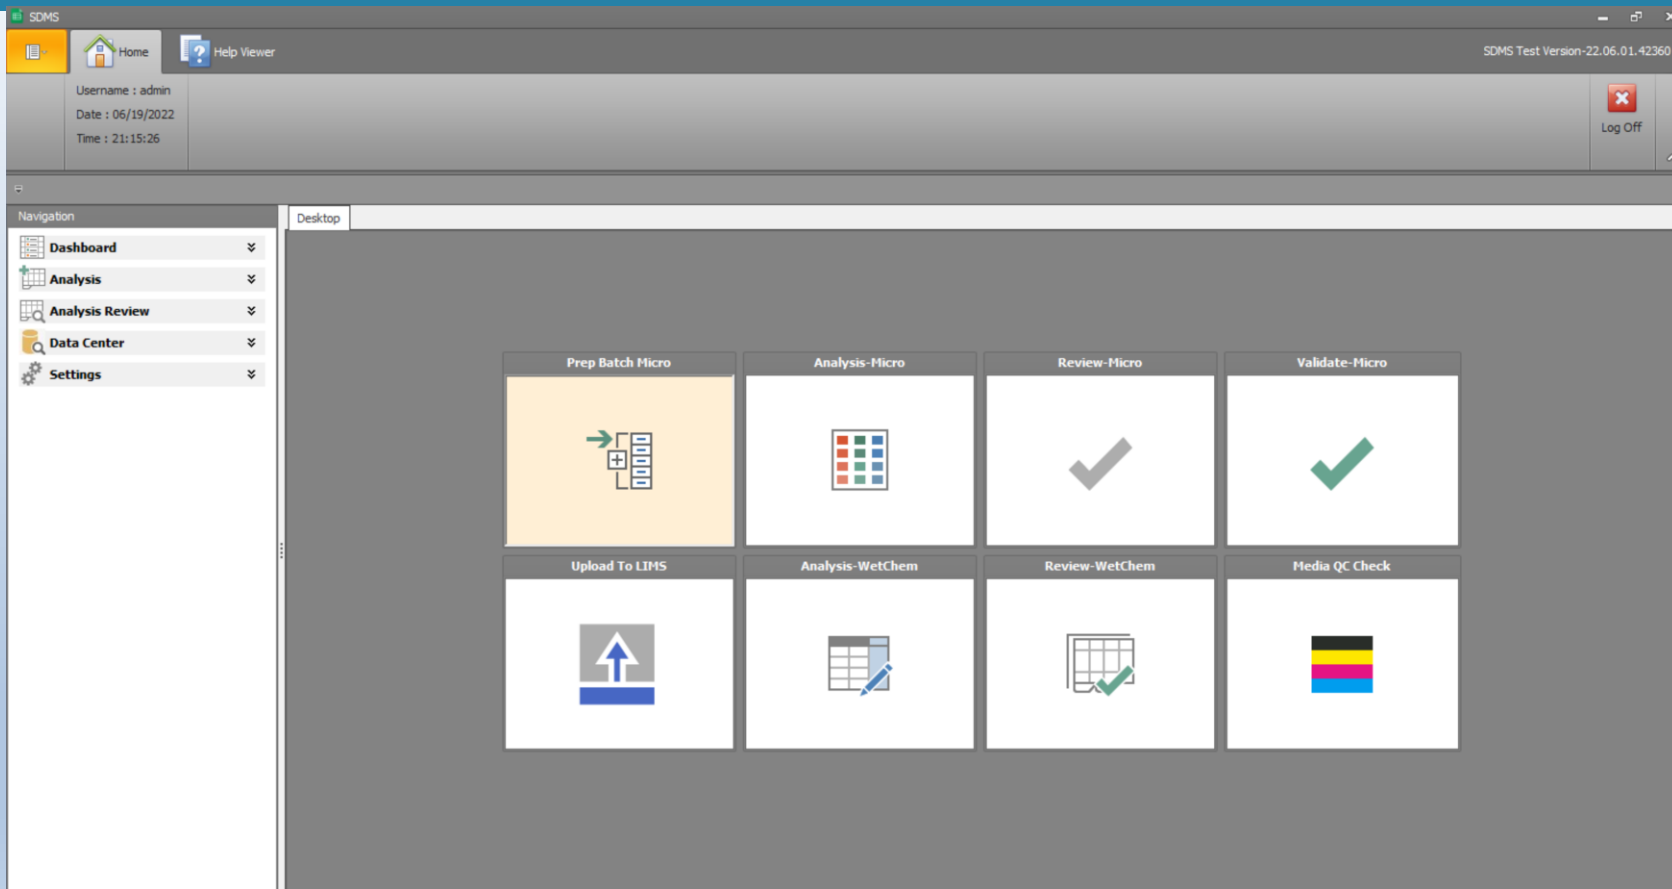 SDMS
Home
Help Viewer
SDMS Test Version-22.06.01.42360
Username : admin
Date : 06/19/2022
Time : 21:15:26
Log Off
Navigation
Desktop
Dashboard
Analysis
Analysis Review
Data Center
Settings
Prep Batch Micro
Analysis-Micro
Review-Micro
Validate-Micro
Upload To LIMS
Analysis-WetChem
Review-WetChem
Media QC Check